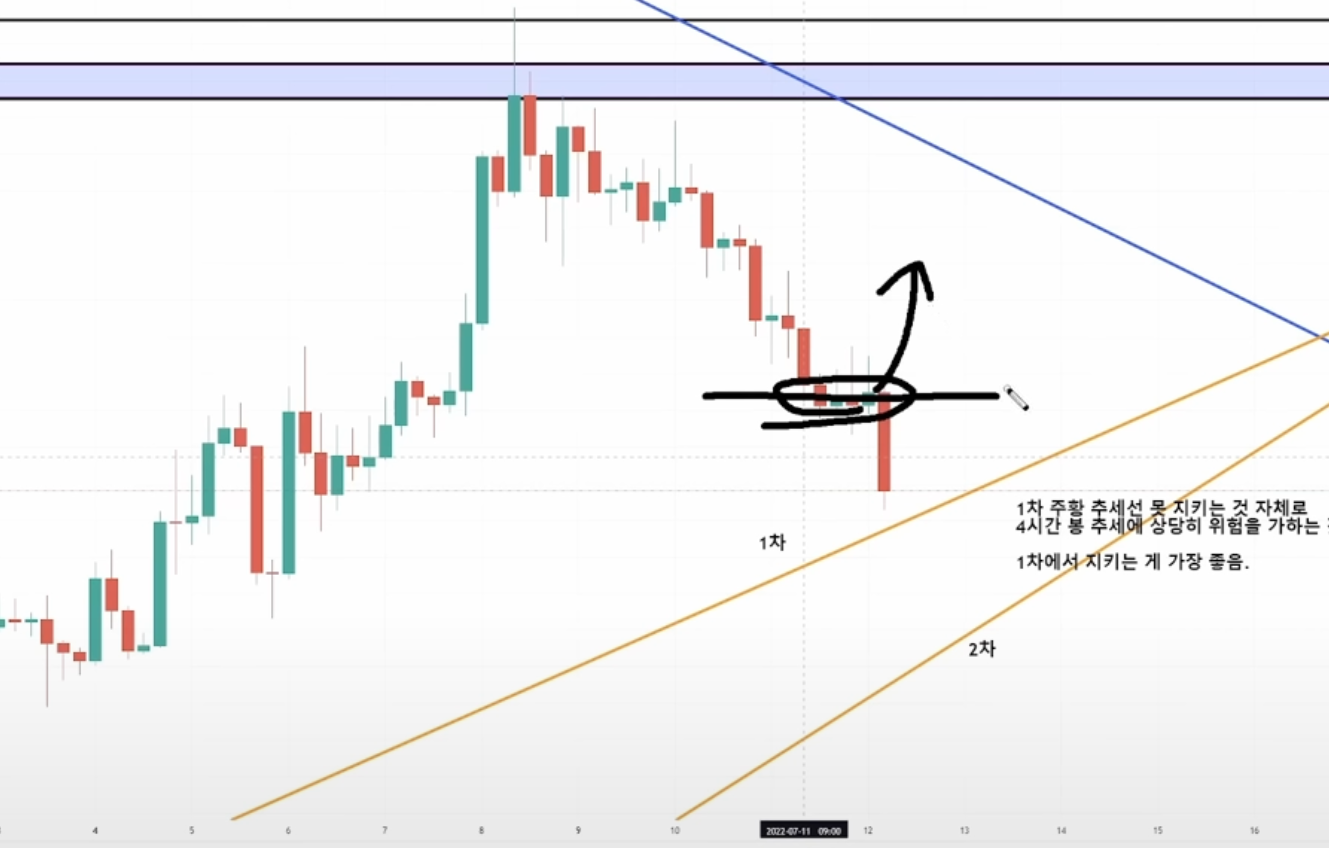 1차
1차 주황 추세선 못 지키는 것 자체로
4시간 봉 추세에 상당히 위험을 가하는
1차에서 지키는 게 가장 좋음.
2차
4 5 6 7 8 9 10 2022-07-11 09:00 12 13 14 15 16